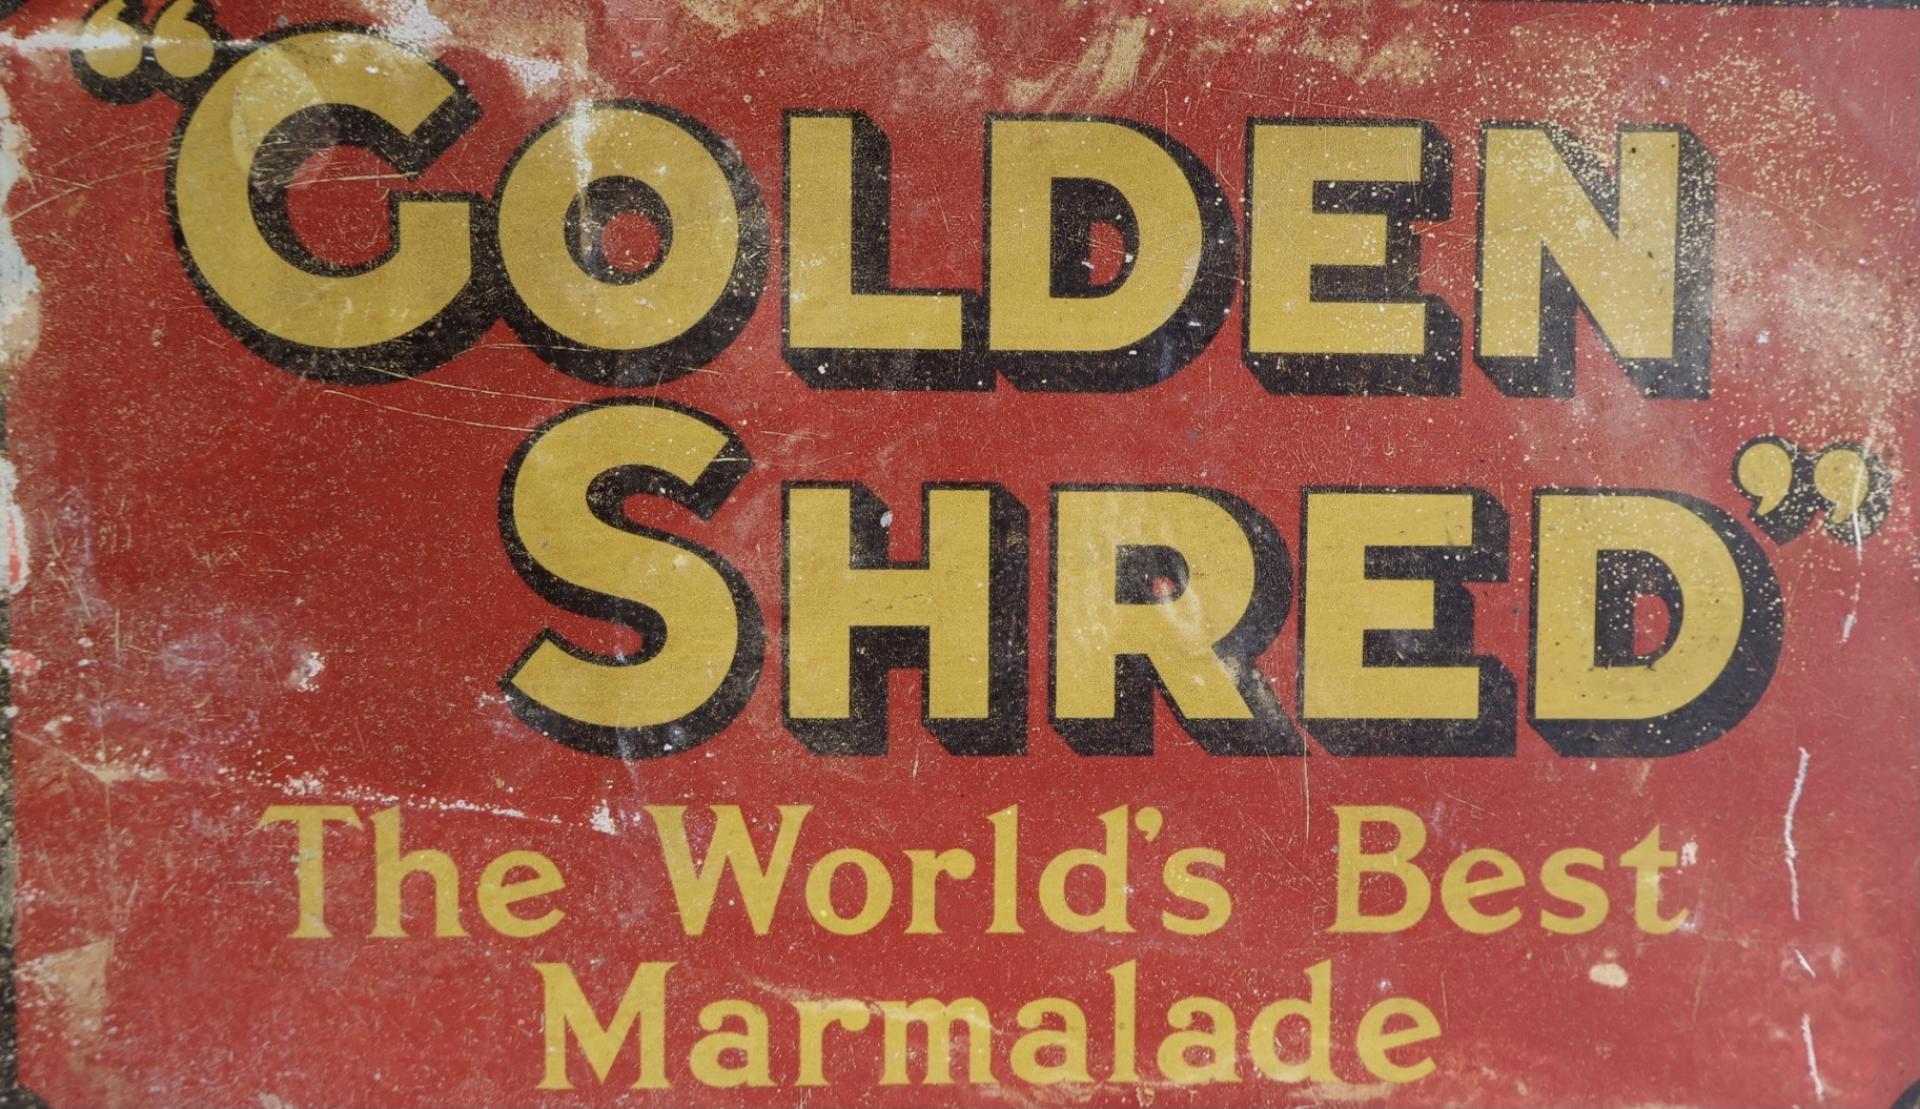 “GOLDEN
SHRED”
The World’s Best
Marmalade